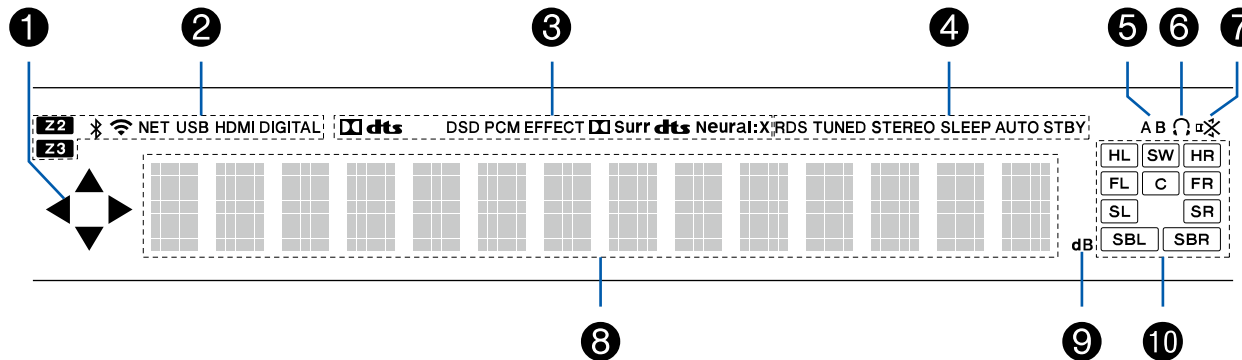 1 2 3 4 5 6 7
Z2 NET USB HDMI DIGITAL dts DSD PCM EFFECT Surr dts Neural:X RDS TUNED STEREO SLEEP AUTO STBY A B
Z3
HL SW HR
FL C FR
SL SR
dB SBL SBR
8 9 10